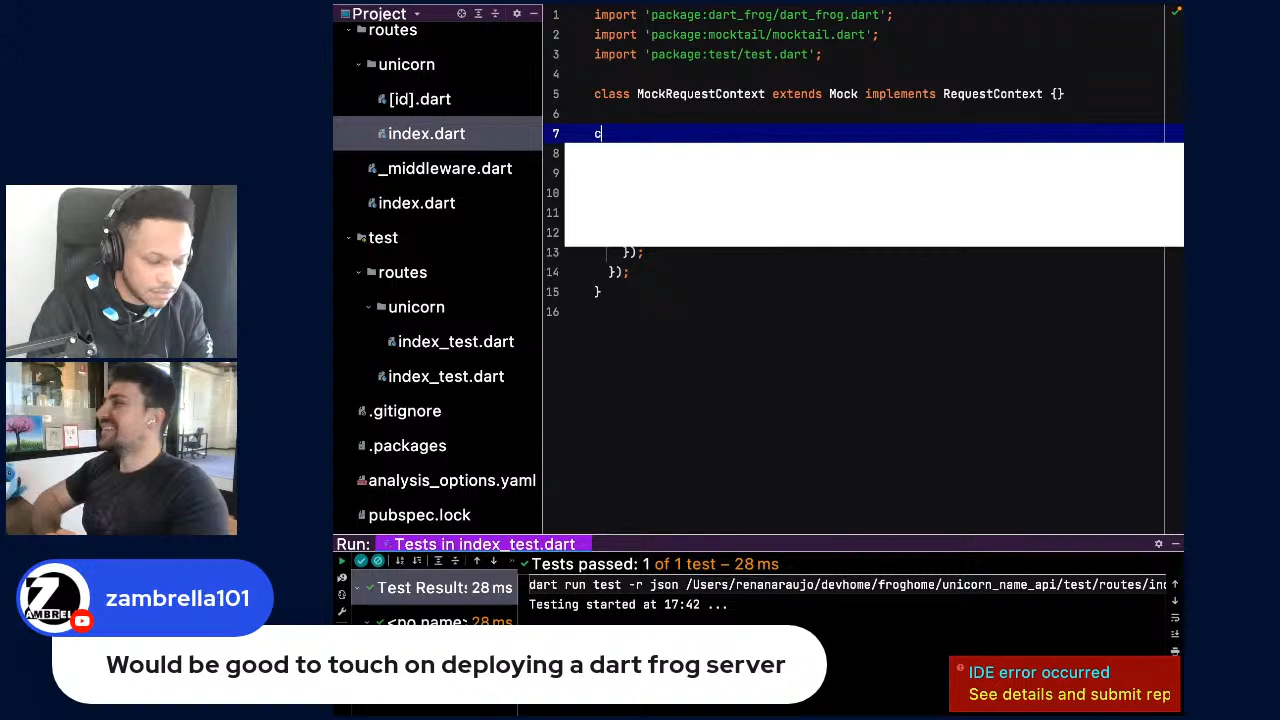 Project
routes
unicorn
[id].dart
index.dart
_middleware.dart
index.dart
test
routes
unicorn
index_test.dart
index_test.dart
.gitignore
.packages
analysis_options.yaml
pubspec.lock
1 import 'package:dart_frog/dart_frog.dart';
2 import 'package:mocktail/mocktail.dart';
3 import 'package:test/test.dart';
4
5 class MockRequestContext extends Mock implements RequestContext {}
6
7 c
8
9
10
11
12
13 });
14 });
15 }
16
Run: Tests in index_test.dart
Tests passed: 1 of 1 test – 28 ms
Test Result: 28 ms
<no name> 28 ms
dart run test -r json /Users/renanaraujo/devhome/froghome/unicorn_name_api/test/routes/in
Testing started at 17:42 ...
IDE error occurred
See details and submit rep
ZAMBREL
zambrella101
Would be good to touch on deploying a dart frog server